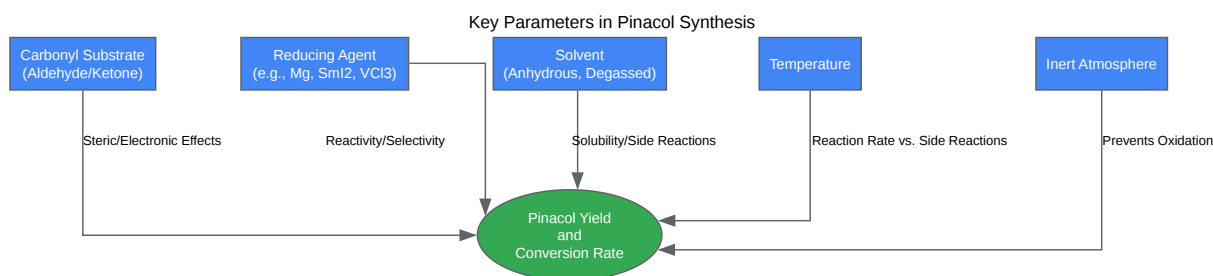 Key Parameters in Pinacol Synthesis
Carbonyl Substrate
(Aldehyde/Ketone)
Reducing Agent
(e.g., Mg, SmI2, VCl3)
Solvent
(Anhydrous, Degassed)
Temperature
Inert Atmosphere
Steric/Electronic Effects
Reactivity/Selectivity
Solubility/Side Reactions
Reaction Rate vs. Side Reactions
Prevents Oxidation
Pinacol Yield
and
Conversion Rate